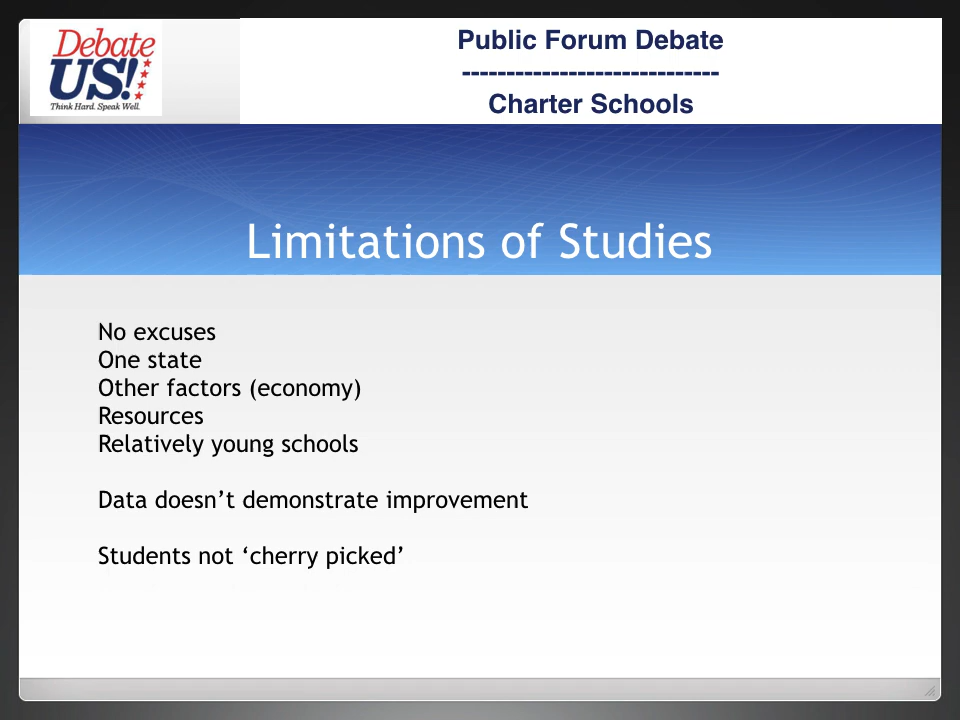 Debate
US!
Think Hard. Speak Well.
Public Forum Debate
-----------------------------
Charter Schools
Limitations of Studies
No excuses
One state
Other factors (economy)
Resources
Relatively young schools
Data doesn’t demonstrate improvement
Students not ‘cherry picked’